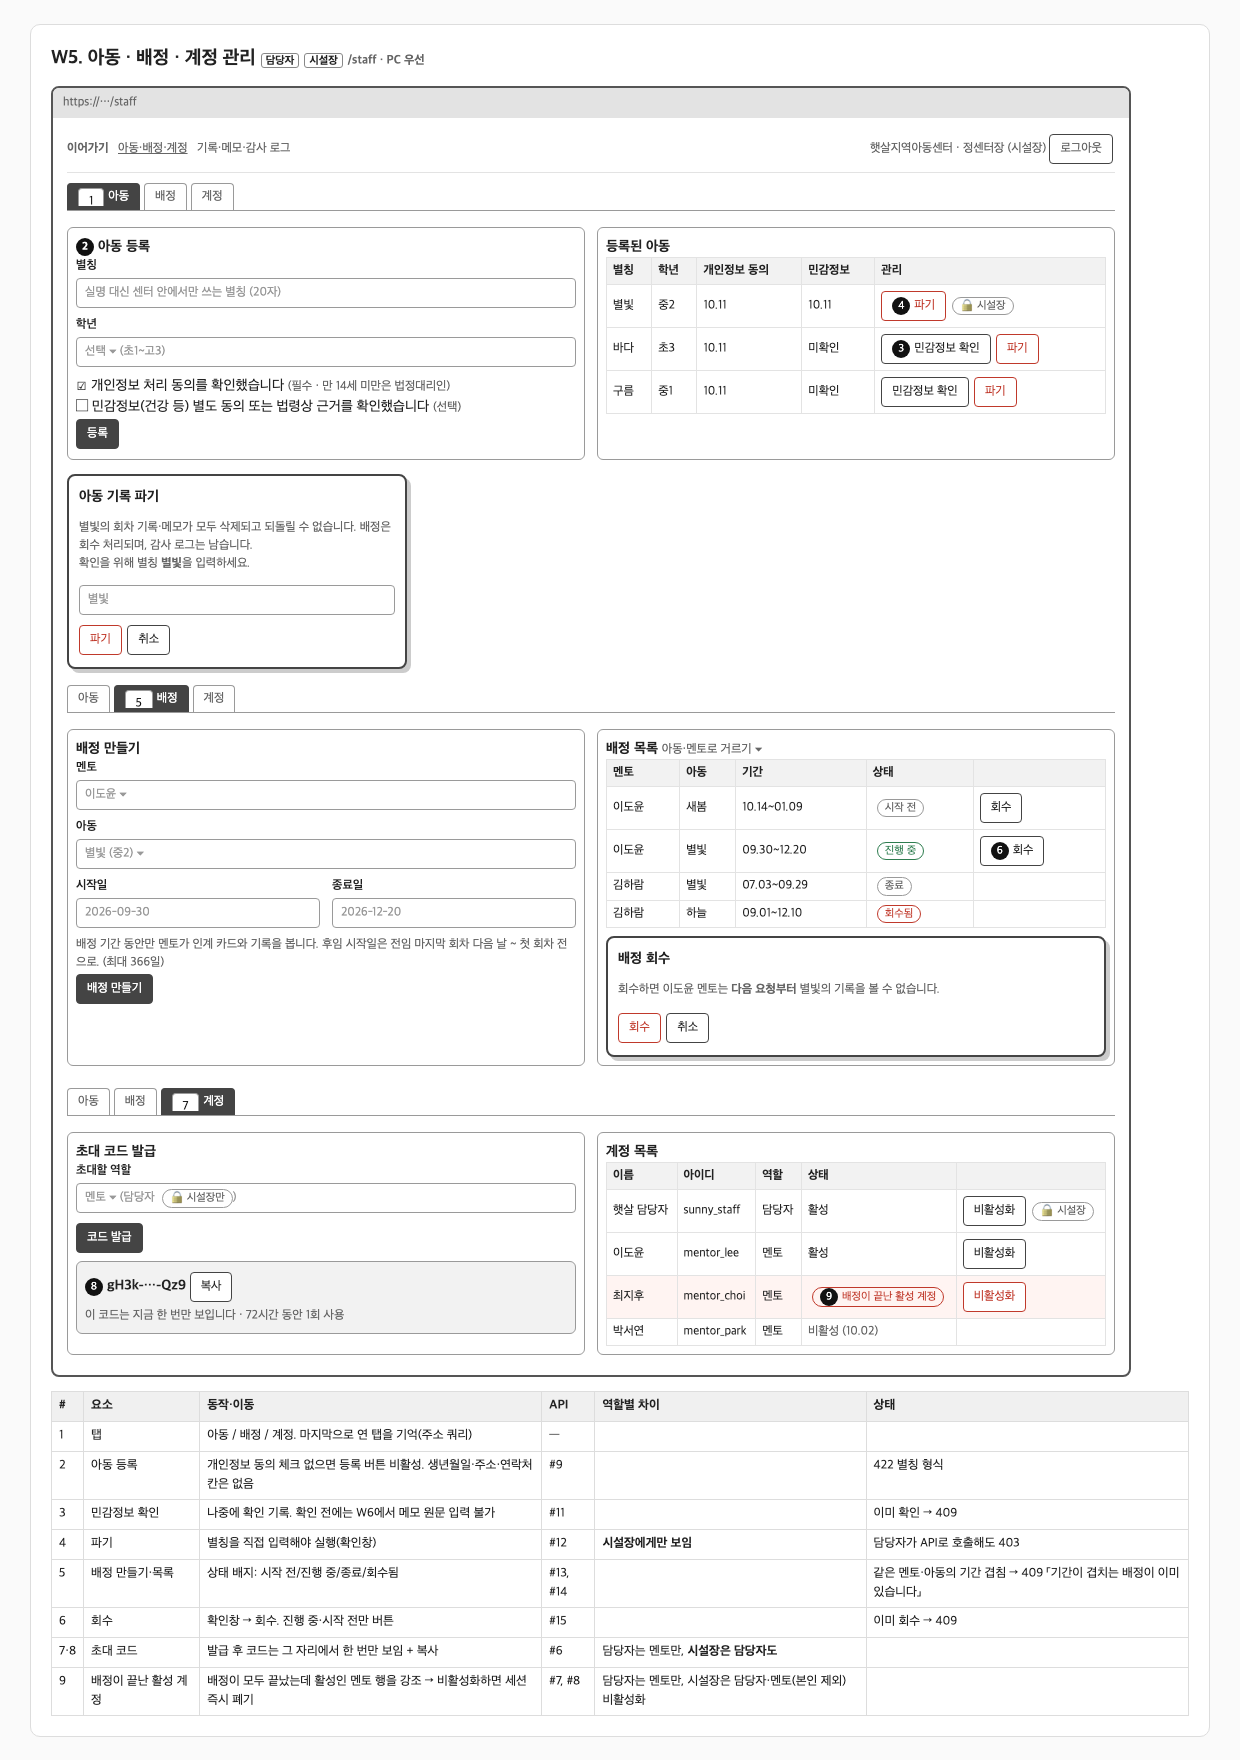 W5. 아동 · 배정 · 계정 관리 담당자 시설장 /staff · PC 우선
https://…/staff
이어가기 아동·배정·계정 기록·메모·감사 로그
햇살지역아동센터 · 정센터장 (시설장) 로그아웃
1 아동 배정 계정
2 아동 등록
별칭
실명 대신 센터 안에서만 쓰는 별칭 (20자)
학년
선택 ▾ (초1~고3)
☑ 개인정보 처리 동의를 확인했습니다 (필수 · 만 14세 미만은 법정대리인)
☐ 민감정보(건강 등) 별도 동의 또는 법령상 근거를 확인했습니다 (선택)
등록
등록된 아동
별칭 학년 개인정보 동의 민감정보 관리
별빛 중2 10.11 10.11 4 파기 🔒 시설장
바다 초3 10.11 미확인 3 민감정보 확인 파기
구름 중1 10.11 미확인 민감정보 확인 파기
아동 기록 파기
별빛의 회차 기록·메모가 모두 삭제되고 되돌릴 수 없습니다. 배정은
회수 처리되며, 감사 로그는 남습니다.
확인을 위해 별칭 별빛을 입력하세요.
별빛
파기 취소
아동 5 배정 계정
배정 만들기
멘토
이도윤 ▾
아동
별빛 (중2) ▾
시작일 종료일
2026-09-30 2026-12-20
배정 기간 동안만 멘토가 인계 카드와 기록을 봅니다. 후임 시작일은 전임 마지막 회차 다음 날 ~ 첫 회차 전
으로. (최대 366일)
배정 만들기
배정 목록 아동·멘토로 거르기 ▾
멘토 아동 기간 상태
이도윤 새봄 10.14~01.09 시작 전 회수
이도윤 별빛 09.30~12.20 진행 중 6 회수
김하람 별빛 07.03~09.29 종료
김하람 하늘 09.01~12.10 회수됨
배정 회수
회수하면 이도윤 멘토는 다음 요청부터 별빛의 기록을 볼 수 없습니다.
회수 취소
아동 배정 7 계정
초대 코드 발급
초대할 역할
멘토 ▾ (담당자 🔒 시설장만)
코드 발급
8 gH3k-…-Qz9 복사
이 코드는 지금 한 번만 보입니다 · 72시간 동안 1회 사용
계정 목록
이름 아이디 역할 상태
햇살 담당자 sunny_staff 담당자 활성 비활성화 🔒 시설장
이도윤 mentor_lee 멘토 활성 비활성화
최지후 mentor_choi 멘토 9 배정이 끝난 활성 계정 비활성화
박서연 mentor_park 멘토 비활성 (10.02)
# 요소 동작·이동 API 역할별 차이 상태
1 탭 아동 / 배정 / 계정. 마지막으로 연 탭을 기억(주소 쿼리) —
2 아동 등록 개인정보 동의 체크 없으면 등록 버튼 비활성. 생년월일·주소·연락처 #9 422 별칭 형식
칸은 없음
3 민감정보 확인 나중에 확인 기록. 확인 전에는 W6에서 메모 원문 입력 불가 #11 이미 확인 → 409
4 파기 별칭을 직접 입력해야 실행(확인창) #12 시설장에게만 보임 담당자가 API로 호출해도 403
5 배정 만들기·목록 상태 배지: 시작 전/진행 중/종료/회수됨 #13, 같은 멘토·아동의 기간 겹침 → 409 「기간이 겹치는 배정이 이미
#14 있습니다」
6 회수 확인창 → 회수. 진행 중·시작 전만 버튼 #15 이미 회수 → 409
7·8 초대 코드 발급 후 코드는 그 자리에서 한 번만 보임 + 복사 #6 담당자는 멘토만, 시설장은 담당자도
9 배정이 끝난 활성 계 배정이 모두 끝났는데 활성인 멘토 행을 강조 → 비활성화하면 세션 #7, #8 담당자는 멘토만, 시설장은 담당자·멘토(본인 제외)
정 즉시 폐기 비활성화